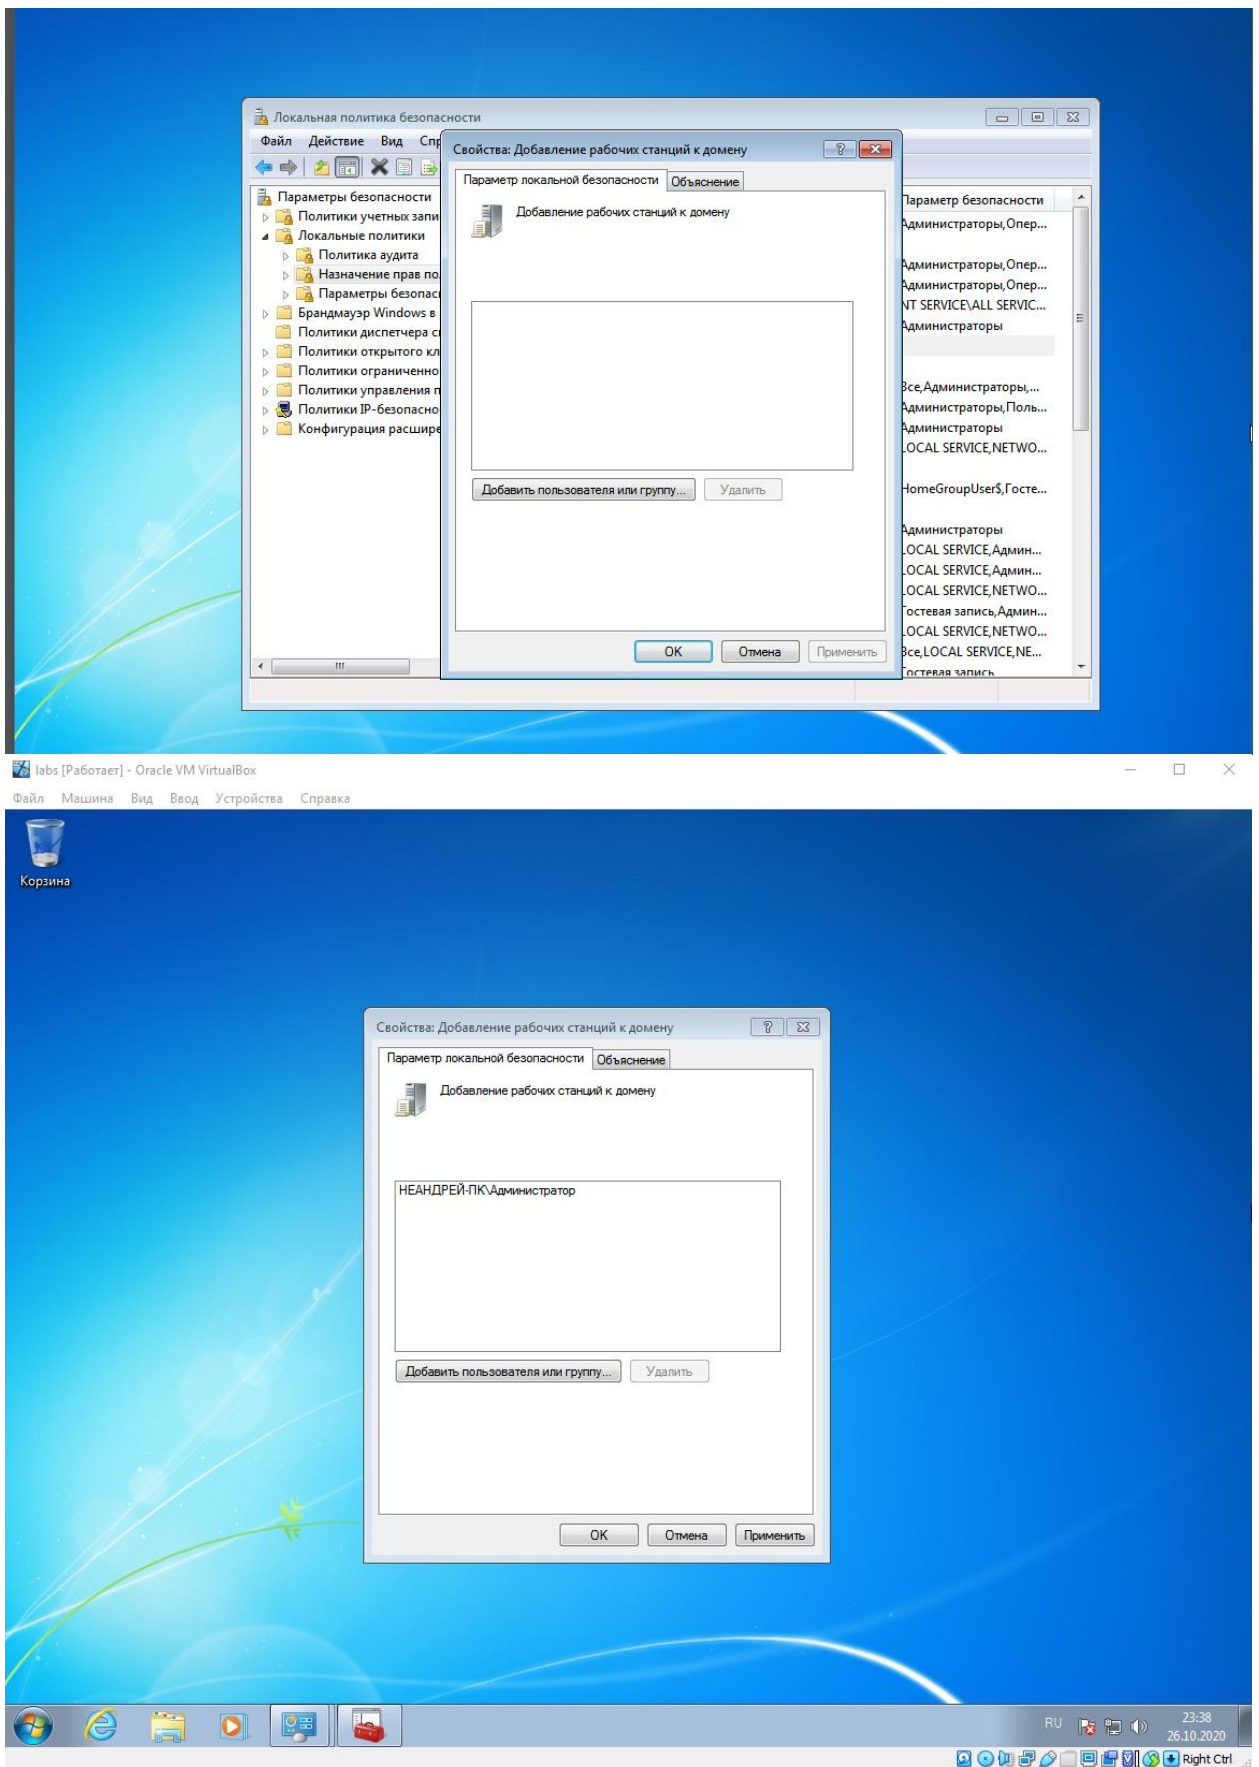 Локальная политика безопасности
Файл Действие Вид Спр
Свойства: Добавление рабочих станций к домену
Параметр локальной безопасности Объяснение
Добавление рабочих станций к домену
Параметры безопасности
Политики учетных запи
Локальные политики
Политика аудита
Назначение прав по
Параметры безопас
Брандмауэр Windows в
Политики диспетчера с
Политики открытого кл
Политики ограниченно
Политики управления п
Политики IP-безопасно
Конфигурация расшире
Добавить пользователя или группу... Удалить
OK Отмена Применить
Параметр безопасности
Администраторы,Опер...
Администраторы,Опер...
Администраторы,Опер...
NT SERVICE\ALL SERVIC...
Администраторы
Все,Администраторы,...
Администраторы,Поль...
Администраторы
LOCAL SERVICE,NETWO...
HomeGroupUser$,Госте...
Администраторы
LOCAL SERVICE,Админ...
LOCAL SERVICE,Админ...
LOCAL SERVICE,NETWO...
Гостевая запись,Админ...
LOCAL SERVICE,NETWO...
Все,LOCAL SERVICE,NE...
Гостевая запись
labs [Работает] - Oracle VM VirtualBox
Файл Машина Вид Ввод Устройства Справка
Корзина
Свойства: Добавление рабочих станций к домену
Параметр локальной безопасности Объяснение
Добавление рабочих станций к домену
НЕАНДРЕЙ-ПК\Администратор
Добавить пользователя или группу... Удалить
OK Отмена Применить
RU
23:38
26.10.2020
Right Ctrl